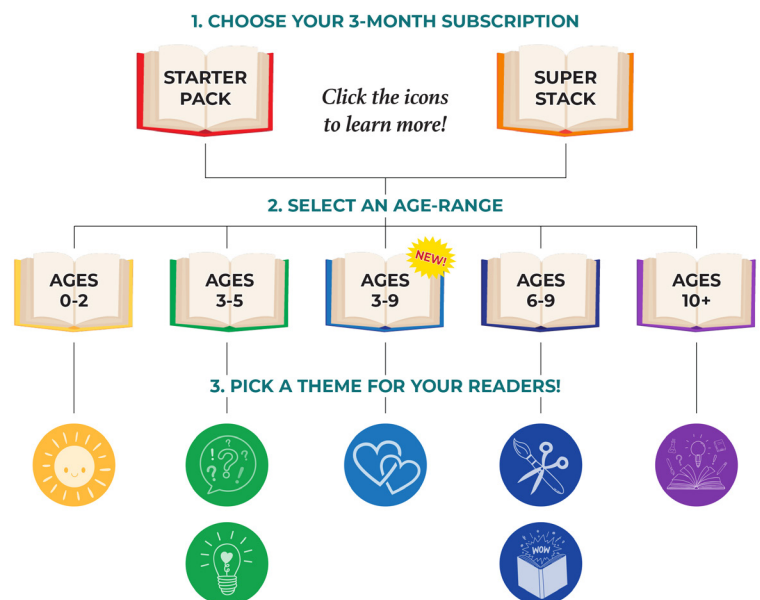 1. CHOOSE YOUR 3-MONTH SUBSCRIPTION
STARTER
PACK
Click the icons
to learn more!
SUPER
STACK
2. SELECT AN AGE-RANGE
AGES
0-2
AGES
3-5
AGES
3-9
NEW!
AGES
6-9
AGES
10+
3. PICK A THEME FOR YOUR READERS!
WOW